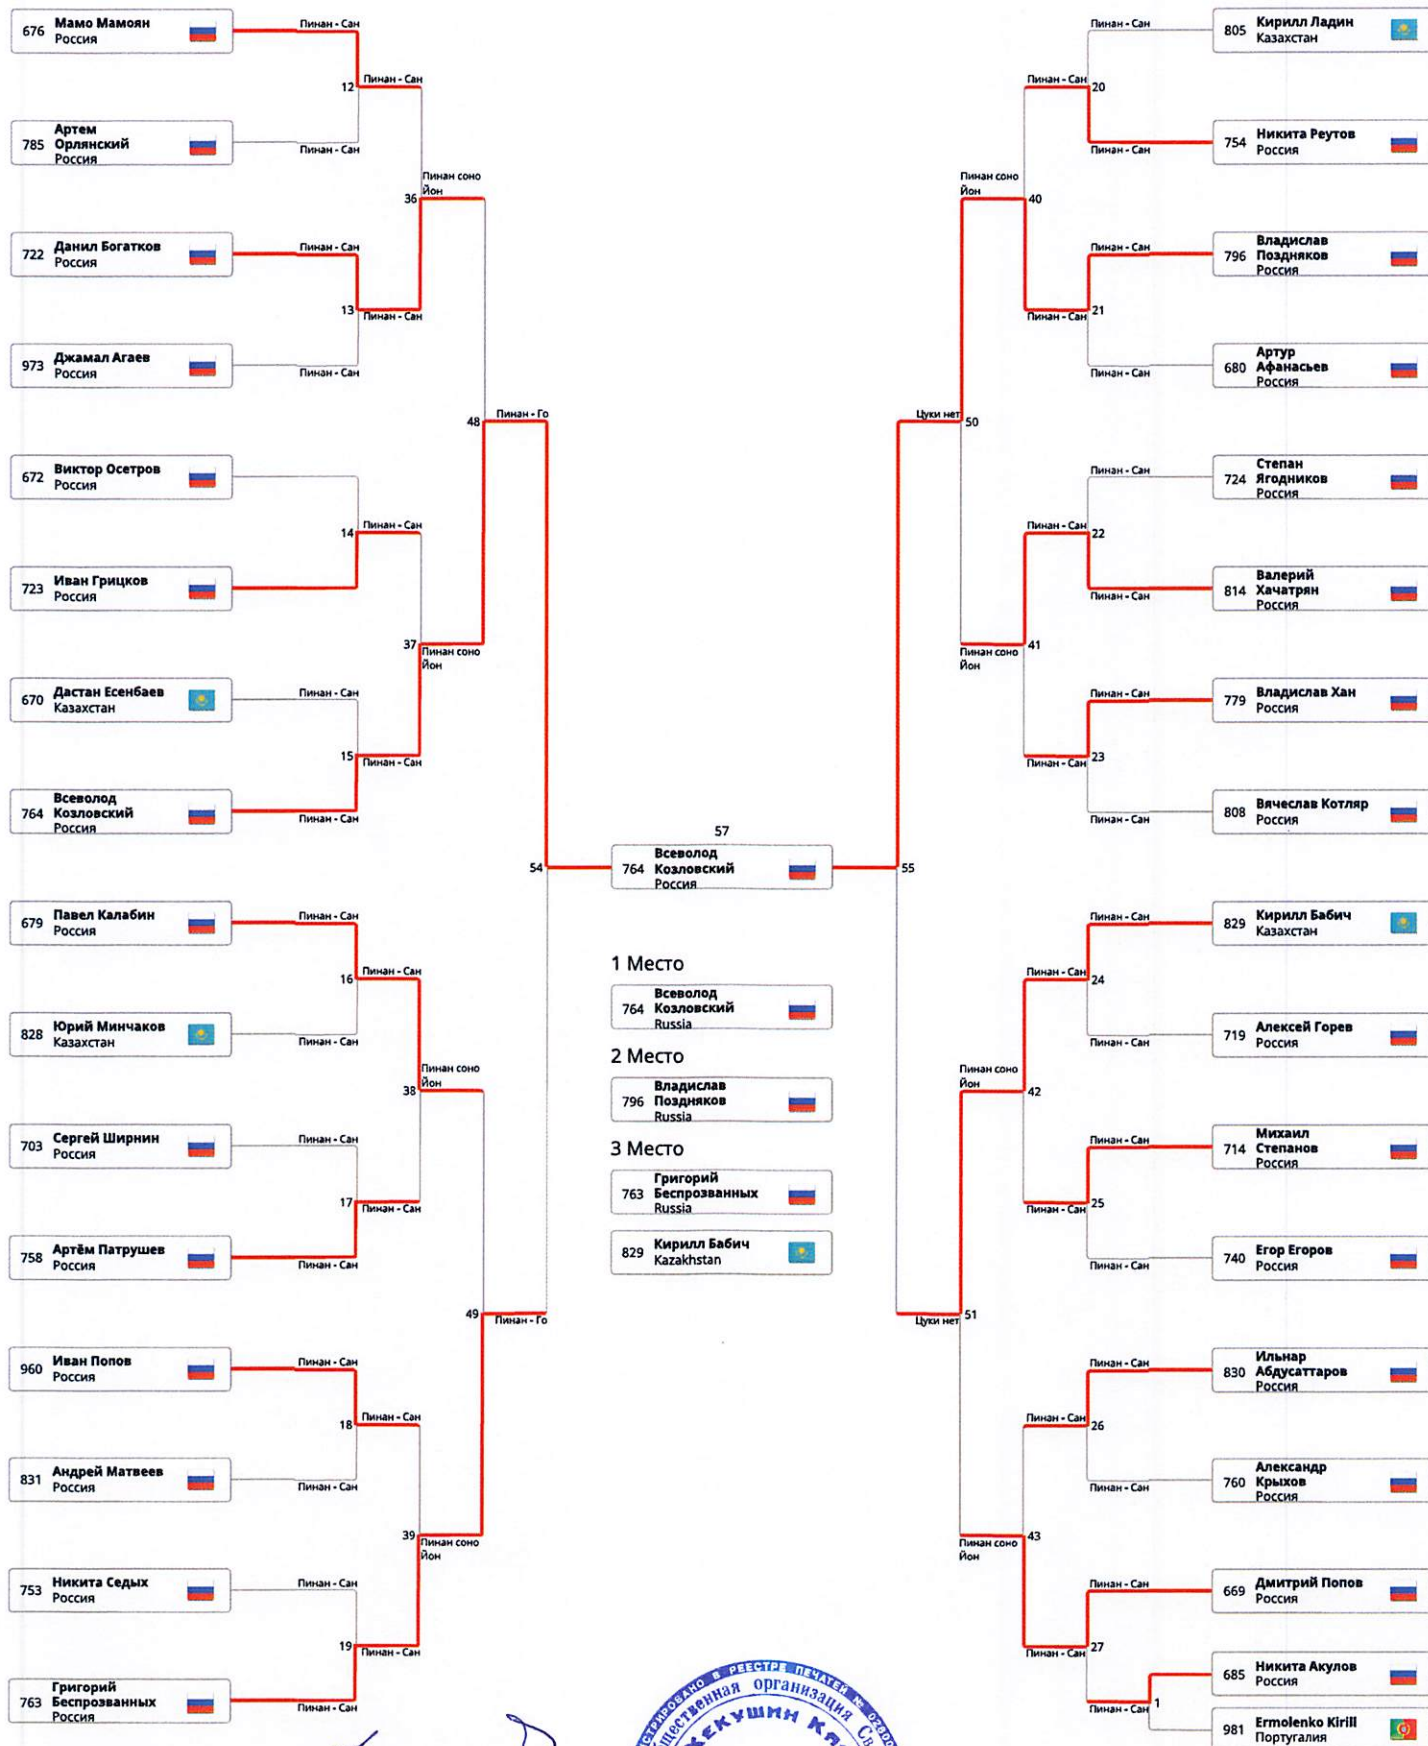 676 Мамо Мамоян
Россия
Пинан - Сан
12
Пинан - Сан
785 Артем
Орлянский
Россия
Пинан - Сан
36
Пинан соно
Йон
722 Данил Богатков
Россия
Пинан - Сан
13
Пинан - Сан
973 Джамал Агаев
Россия
Пинан - Сан
48
Пинан - Го
672 Виктор Осетров
Россия
14
Пинан - Сан
723 Иван Грицков
Россия
37
Пинан соно
Йон
670 Дастан Есенбаев
Казахстан
Пинан - Сан
15
Пинан - Сан
764 Всеволод
Козловский
Россия
Пинан - Сан
54
679 Павел Калабин
Россия
Пинан - Сан
16
Пинан - Сан
828 Юрий Минчаков
Казахстан
Пинан - Сан
38
Пинан соно
Йон
703 Сергей Ширнин
Россия
Пинан - Сан
17
Пинан - Сан
758 Артём Патрушев
Россия
Пинан - Сан
49
Пинан - Го
960 Иван Попов
Россия
Пинан - Сан
18
Пинан - Сан
831 Андрей Матвеев
Россия
Пинан - Сан
39
Пинан соно
Йон
753 Никита Седых
Россия
Пинан - Сан
19
Пинан - Сан
763 Григорий
Беспрозванных
Россия
Пинан - Сан
57
764 Всеволод
Козловский
Россия
1 Место
764 Всеволод
Козловский
Russia
2 Место
796 Владислав
Поздняков
Russia
3 Место
763 Григорий
Беспрозванных
Russia
829 Кирилл Бабич
Kazakhstan
Пинан - Сан
805 Кирилл Ладин
Казахстан
Пинан - Сан
20
Пинан - Сан
754 Никита Реутов
Россия
Пинан соно
Йон
40
Пинан - Сан
796 Владислав
Поздняков
Россия
Пинан - Сан
21
Пинан - Сан
680 Артур
Афанасьев
Россия
Цуки нет
50
Пинан - Сан
724 Степан
Ягодников
Россия
Пинан - Сан
22
Пинан - Сан
814 Валерий
Хачатрян
Россия
Пинан соно
Йон
41
Пинан - Сан
779 Владислав Хан
Россия
Пинан - Сан
23
Пинан - Сан
808 Вячеслав Котляр
Россия
55
Пинан - Сан
829 Кирилл Бабич
Казахстан
Пинан - Сан
24
Пинан - Сан
719 Алексей Горев
Россия
Пинан соно
Йон
42
Пинан - Сан
714 Михаил
Степанов
Россия
Пинан - Сан
25
Пинан - Сан
740 Егор Егоров
Россия
Цуки нет
51
Пинан - Сан
830 Ильнар
Абдусаттаров
Россия
Пинан - Сан
26
Пинан - Сан
760 Александр
Крыхов
Россия
Пинан соно
Йон
43
Пинан - Сан
669 Дмитрий Попов
Россия
Пинан - Сан
27
685 Никита Акулов
Россия
Пинан - Сан
1
981 Ermolenko Kirill
Португалия
В РЕЕСТРЕ ПЕЧАТЕЙ №
организация